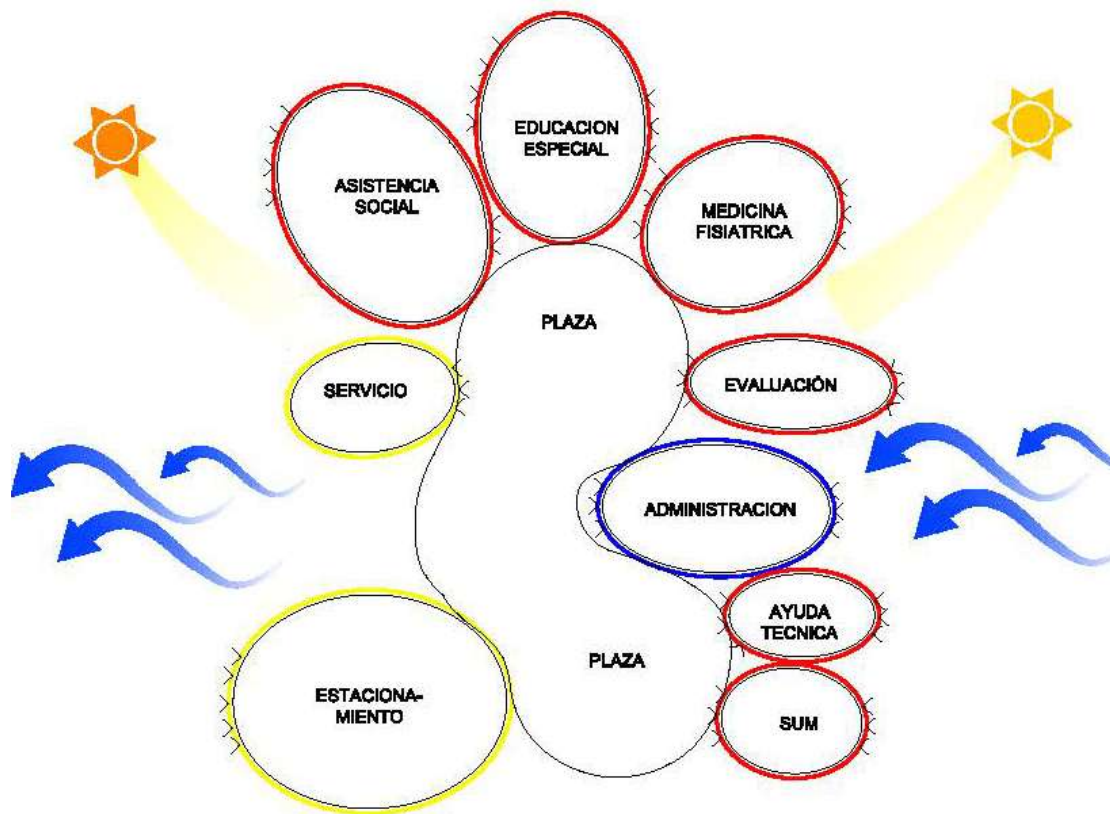 EDUCACION
ESPECIAL
ASISTENCIA
SOCIAL
MEDICINA
FISIATRICA
PLAZA
SERVICIO
EVALUACIÓN
ADMINISTRACION
AYUDA
TECNICA
PLAZA
ESTACIONA-
MIENTO
SUM